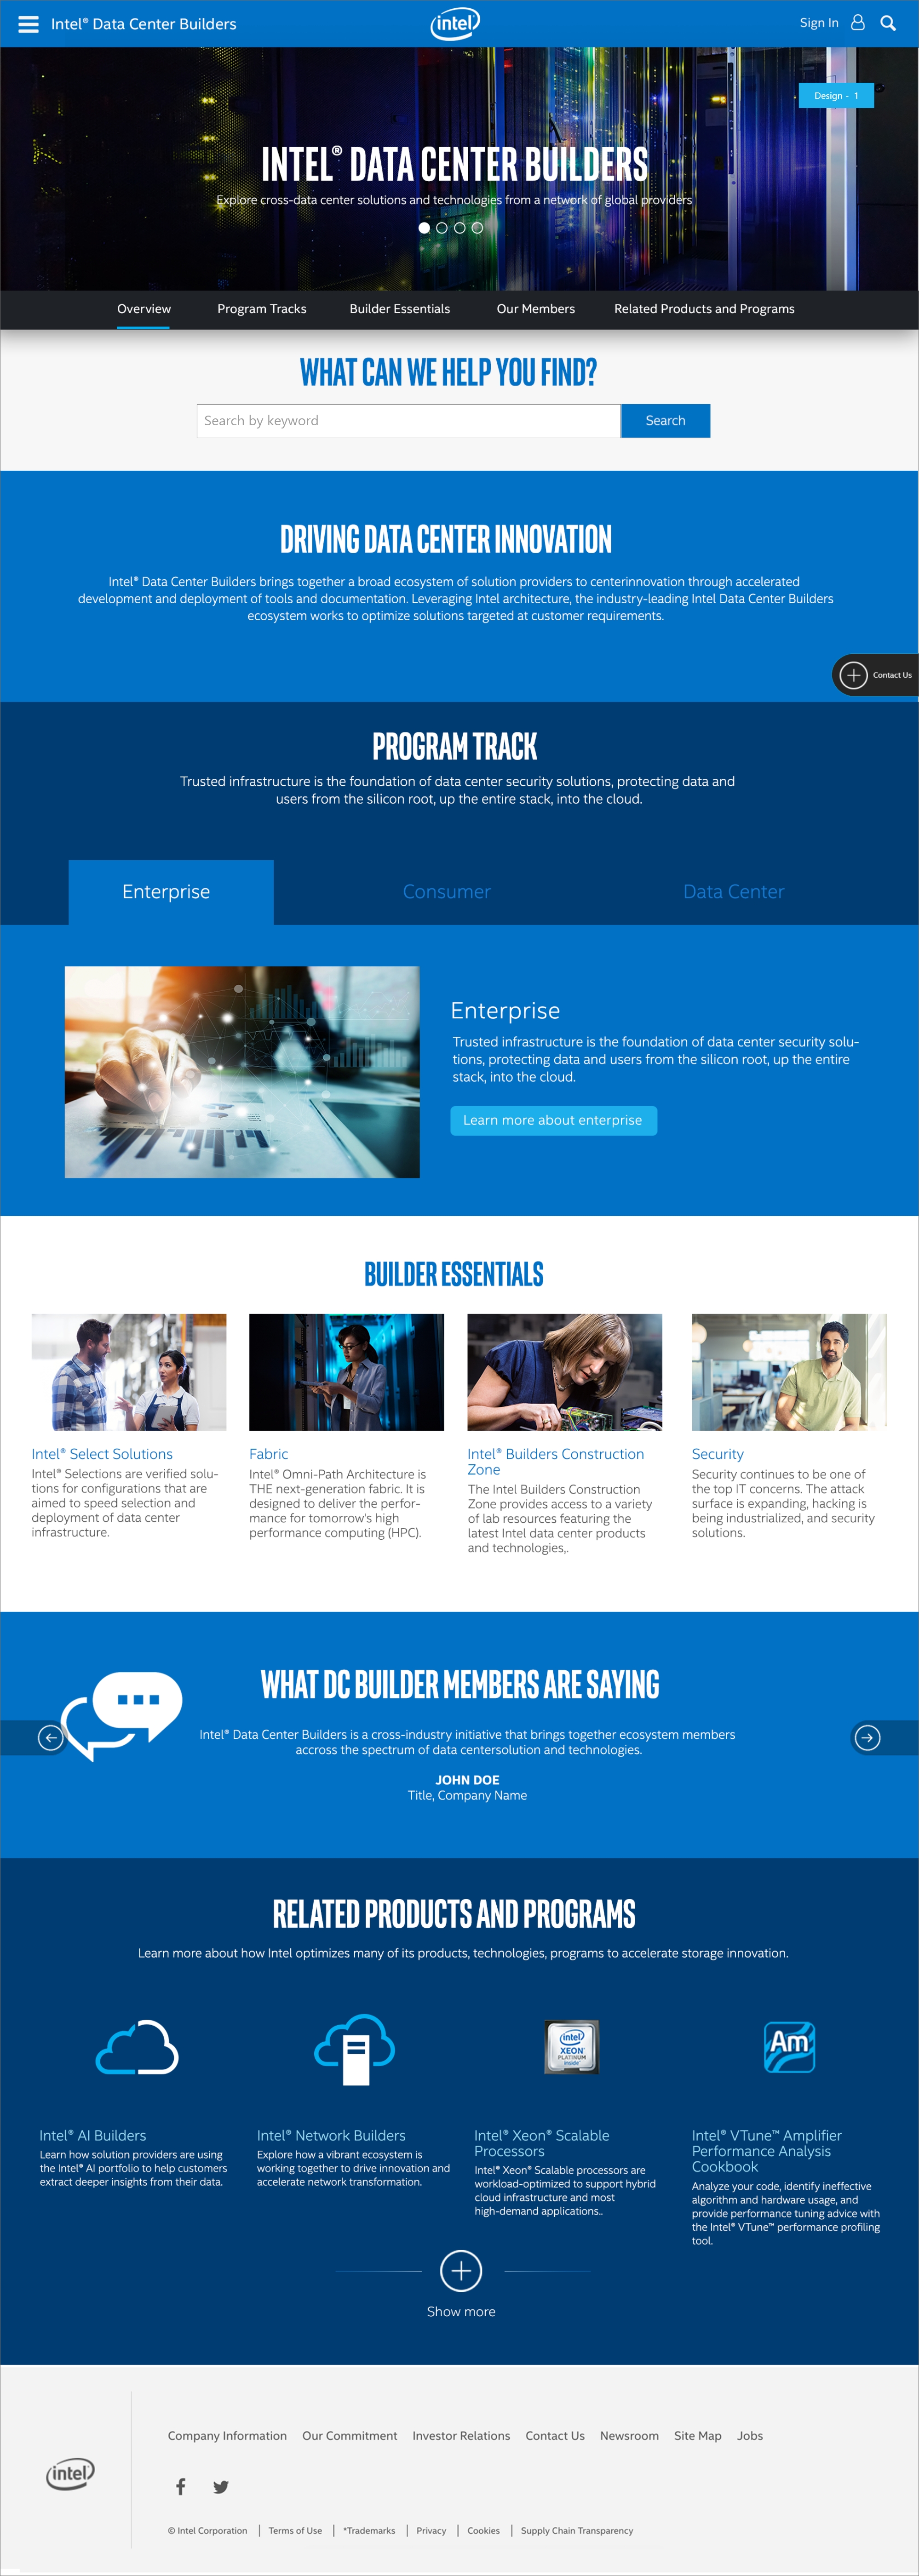 Intel® Data Center Builders
intel
Sign In
Design - 1
INTEL® DATA CENTER BUILDERS
Explore cross-data center solutions and technologies from a network of global providers
Overview
Program Tracks
Builder Essentials
Our Members
Related Products and Programs
WHAT CAN WE HELP YOU FIND?
Search by keyword
Search
DRIVING DATA CENTER INNOVATION
Intel® Data Center Builders brings together a broad ecosystem of solution providers to centerinnovation through accelerated
development and deployment of tools and documentation. Leveraging Intel architecture, the industry-leading Intel Data Center Builders
ecosystem works to optimize solutions targeted at customer requirements.
Contact Us
PROGRAM TRACK
Trusted infrastructure is the foundation of data center security solutions, protecting data and
users from the silicon root, up the entire stack, into the cloud.
Enterprise
Consumer
Data Center
Enterprise
Trusted infrastructure is the foundation of data center security solu-
tions, protecting data and users from the silicon root, up the entire
stack, into the cloud.
Learn more about enterprise
BUILDER ESSENTIALS
Intel® Select Solutions
Intel® Selections are verified solu-
tions for configurations that are
aimed to speed selection and
deployment of data center
infrastructure.
Fabric
Intel® Omni-Path Architecture is
THE next-generation fabric. It is
designed to deliver the perfor-
mance for tomorrow's high
performance computing (HPC).
Intel® Builders Construction
Zone
The Intel Builders Construction
Zone provides access to a variety
of lab resources featuring the
latest Intel data center products
and technologies,.
Security
Security continues to be one of
the top IT concerns. The attack
surface is expanding, hacking is
being industrialized, and security
solutions.
WHAT DC BUILDER MEMBERS ARE SAYING
Intel® Data Center Builders is a cross-industry initiative that brings together ecosystem members
accross the spectrum of data centersolution and technologies.
JOHN DOE
Title, Company Name
RELATED PRODUCTS AND PROGRAMS
Learn more about how Intel optimizes many of its products, technologies, programs to accelerate storage innovation.
intel
XEON
PLATINUM
inside
Am
Intel® AI Builders
Learn how solution providers are using
the Intel® AI portfolio to help customers
extract deeper insights from their data.
Intel® Network Builders
Explore how a vibrant ecosystem is
working together to drive innovation and
accelerate network transformation.
Intel® Xeon® Scalable
Processors
Intel® Xeon® Scalable processors are
workload-optimized to support hybrid
cloud infrastructure and most
high-demand applications..
Intel® VTune™ Amplifier
Performance Analysis
Cookbook
Analyze your code, identify ineffective
algorithm and hardware usage, and
provide performance tuning advice with
the Intel® VTune™ performance profiling
tool.
Show more
intel
Company Information
Our Commitment
Investor Relations
Contact Us
Newsroom
Site Map
Jobs
© Intel Corporation
Terms of Use
*Trademarks
Privacy
Cookies
Supply Chain Transparency